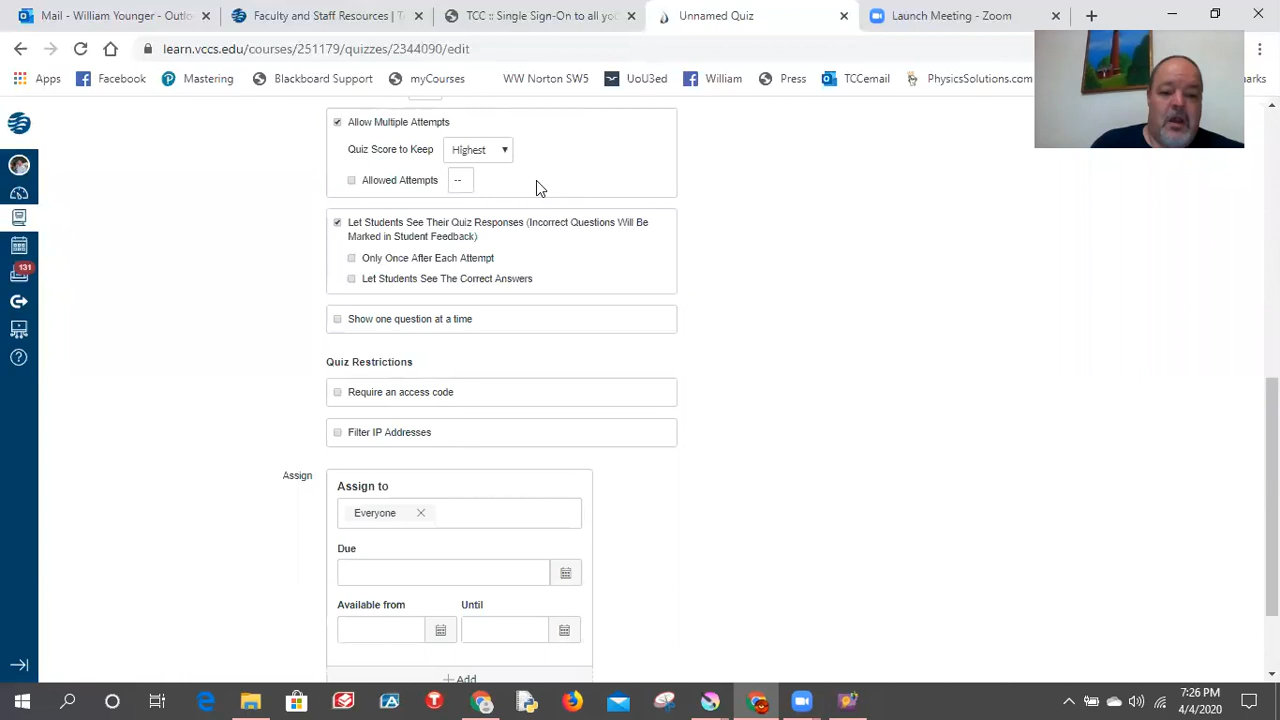 Mail - William Younger - Outlo
Faculty and Staff Resources | T
TCC :: Single Sign-On to all yo
Unnamed Quiz
Launch Meeting - Zoom
learn.vccs.edu/courses/251179/quizzes/2344090/edit
Apps
Facebook
Mastering
Blackboard Support
myCourses
WW Norton SW5
UoU3ed
William
Press
TCCemail
PhysicsSolutions.com
marks
Allow Multiple Attempts
Quiz Score to Keep
Highest
Allowed Attempts
--
Let Students See Their Quiz Responses (Incorrect Questions Will Be
Marked in Student Feedback)
Only Once After Each Attempt
Let Students See The Correct Answers
131
Show one question at a time
Quiz Restrictions
Require an access code
Filter IP Addresses
Assign
Assign to
Everyone
Due
Available from
Until
Add
7:26 PM
4/4/2020